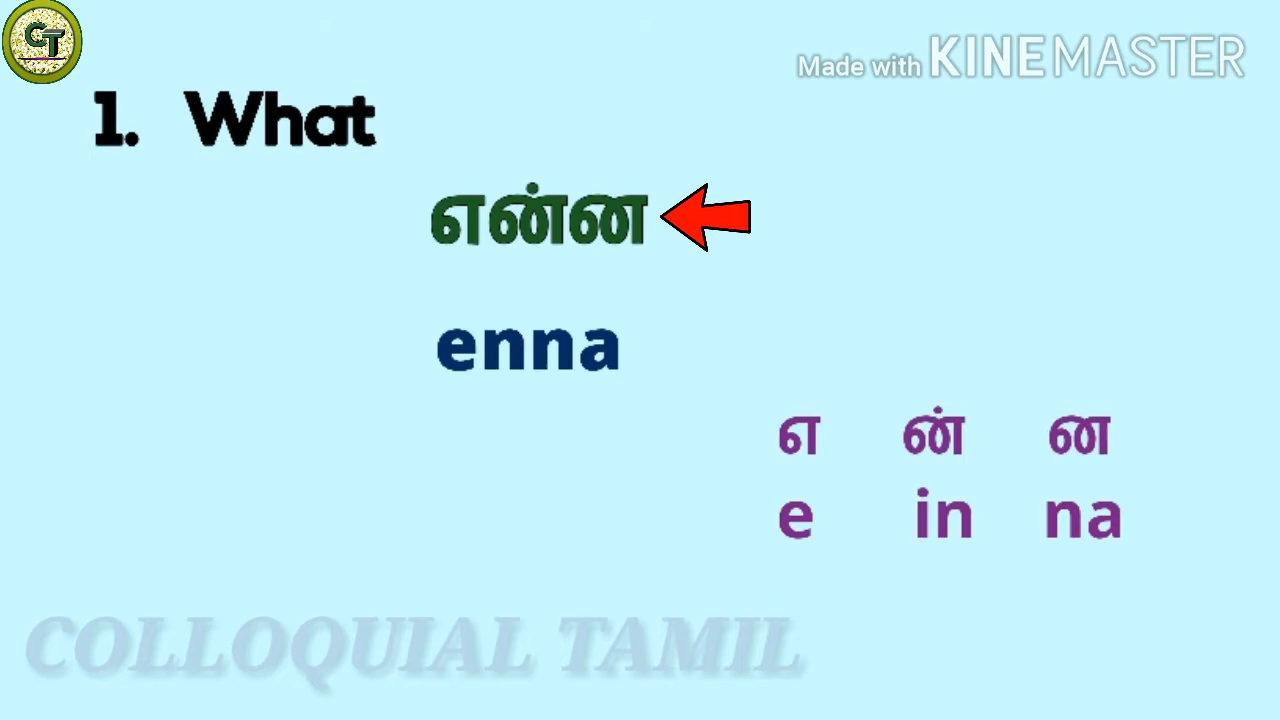 CT
Made with KINEMASTER
1. What
என்ன
enna
எ ன் ன
e in na
COLLOQUIAL TAMIL